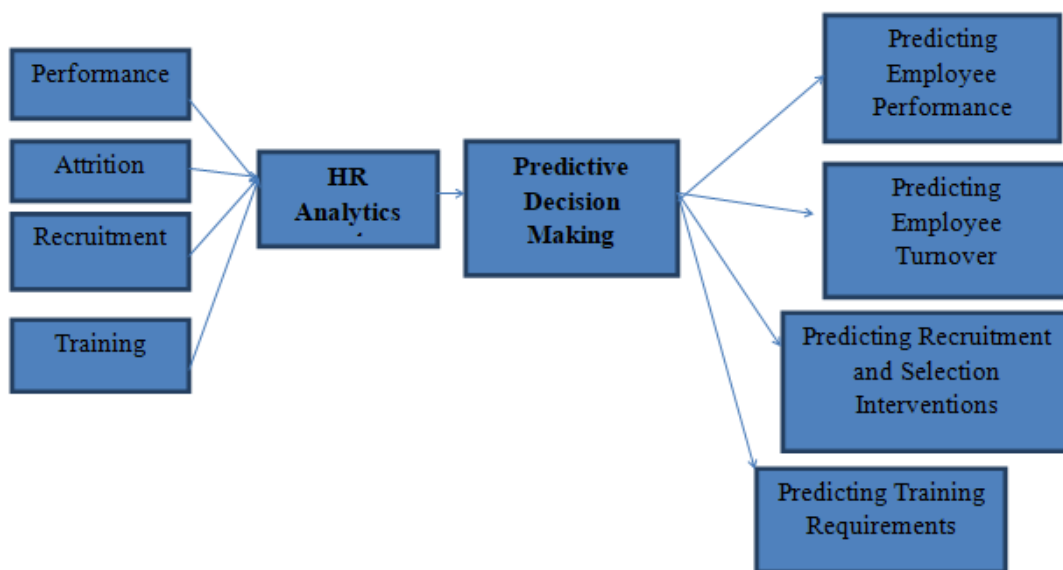 Performance
Attrition
Recruitment
Training
HR
Analytics
Predictive
Decision
Making
Predicting
Employee
Performance
Predicting
Employee
Turnover
Predicting Recruitment
and Selection
Interventions
Predicting Training
Requirements